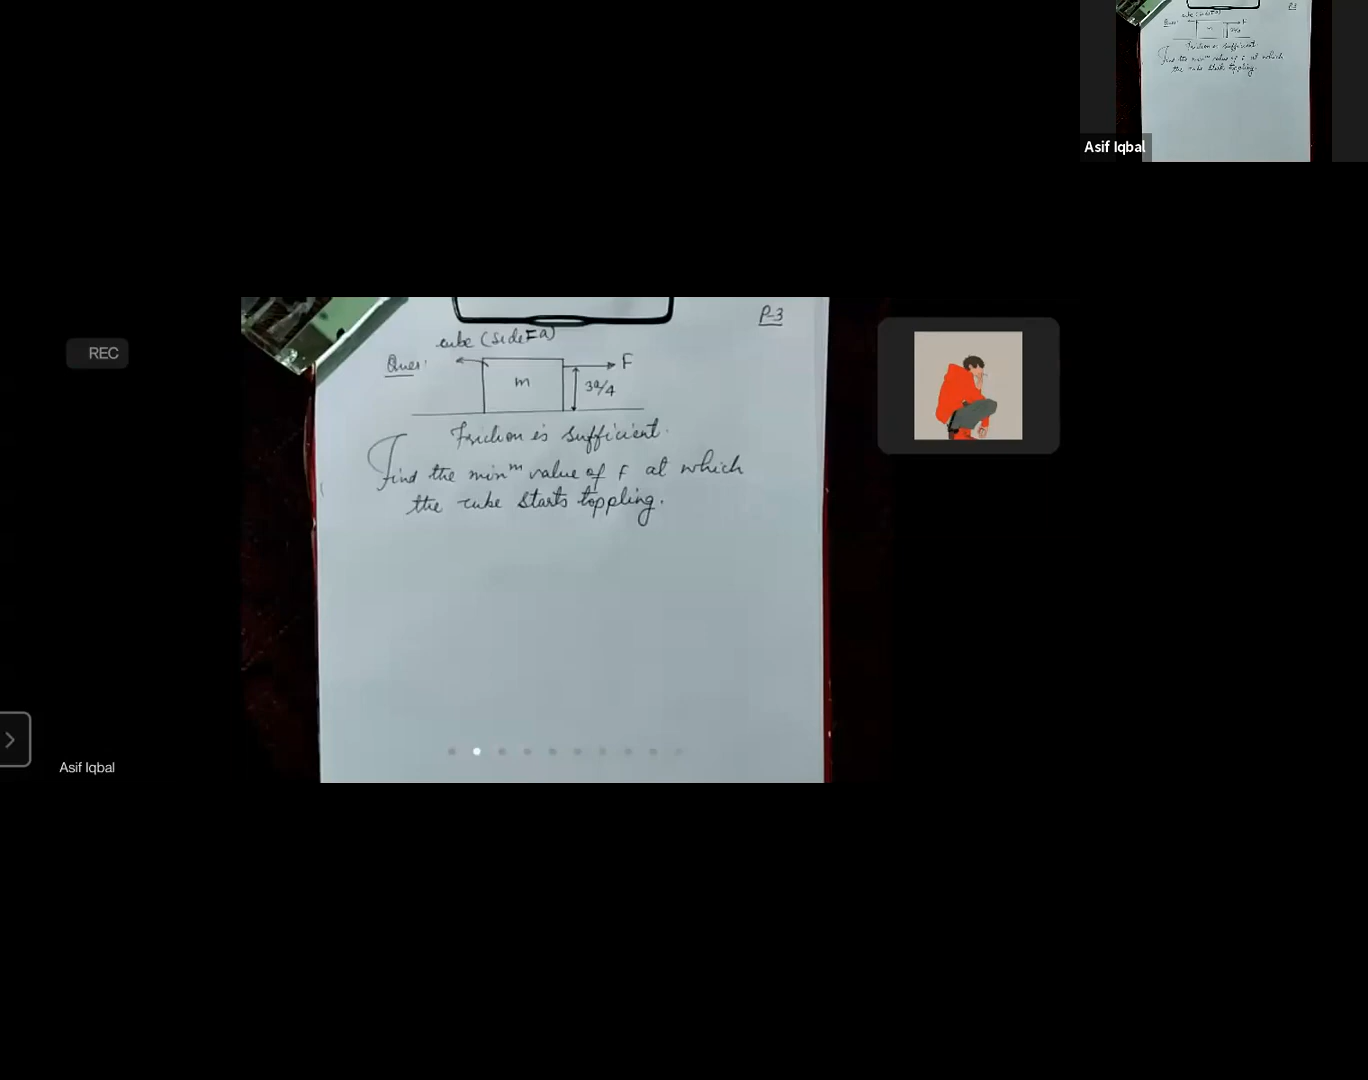 Asif Iqbal
REC
P-3
cube (side=a)
Ques:
F
m
3a/4
Friction is sufficient.
Find the minᵐ value of F at which
the cube starts toppling.
Asif Iqbal